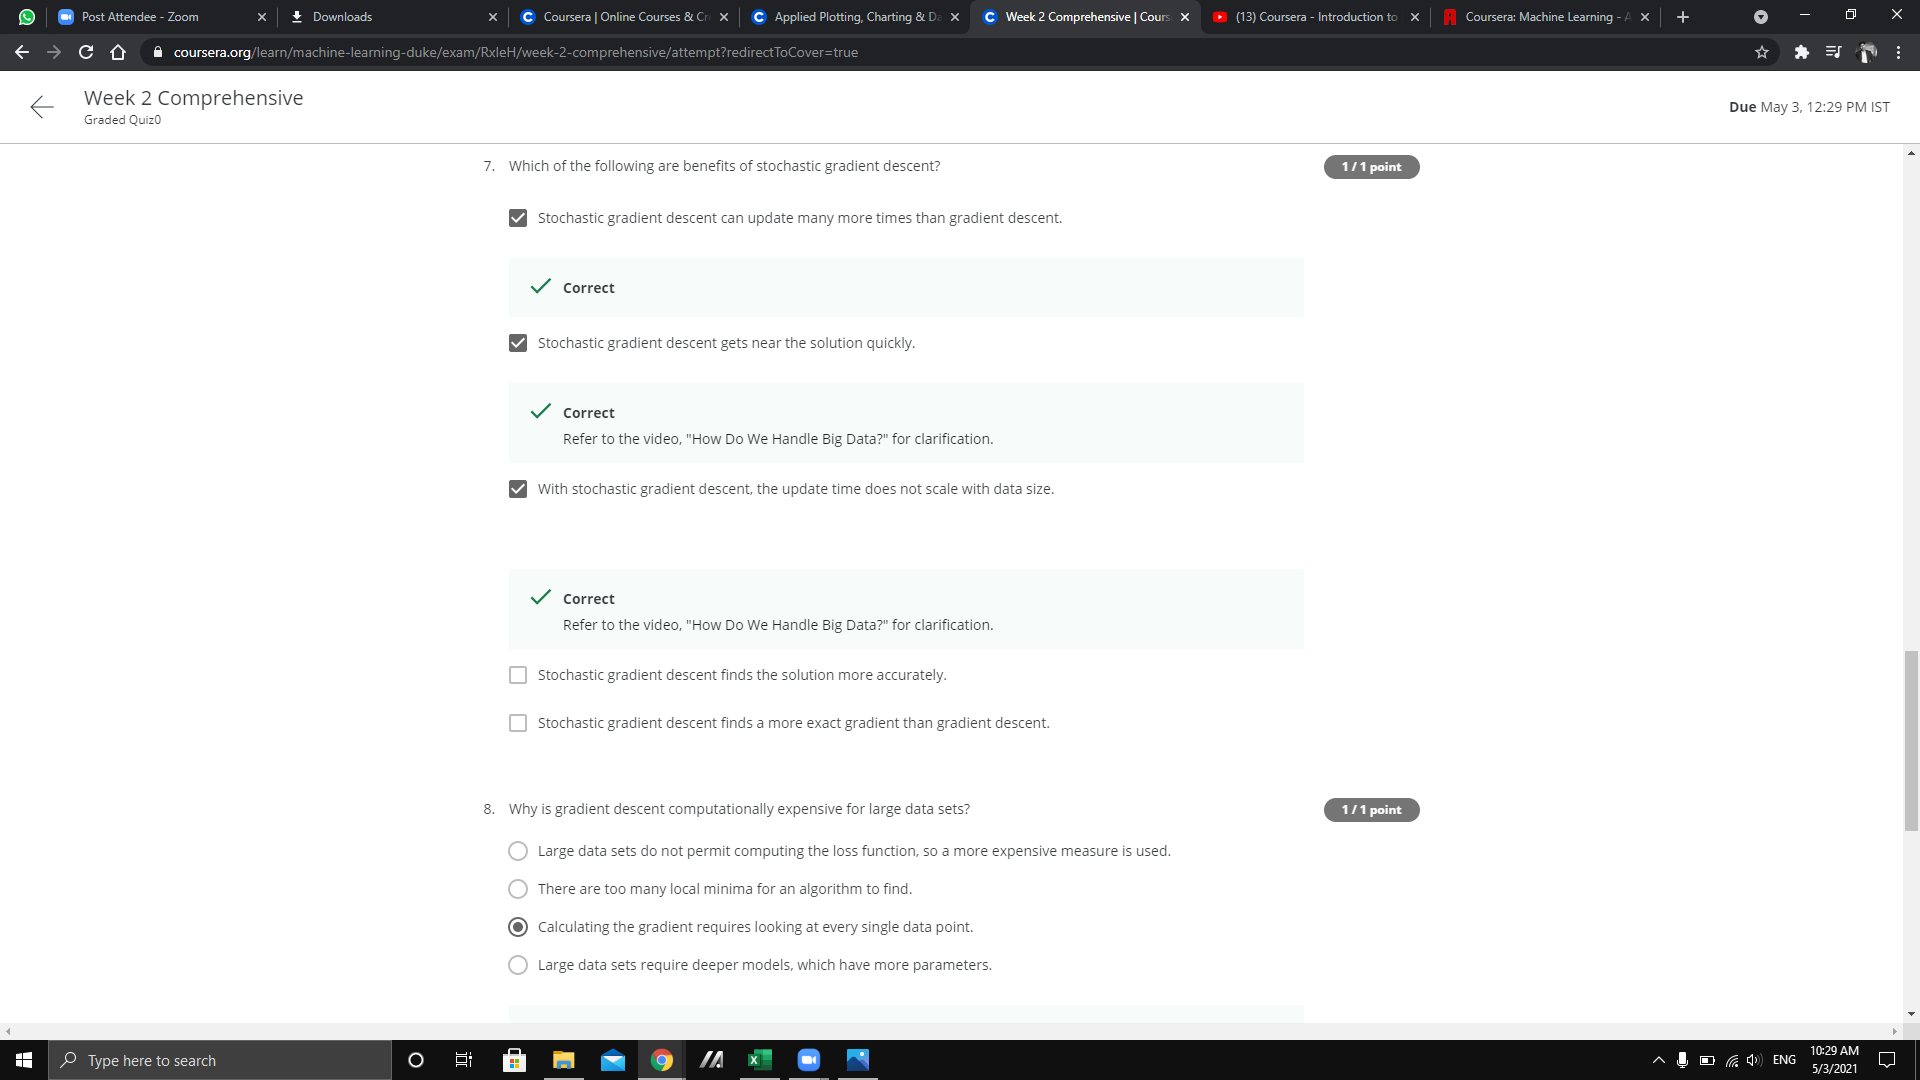 Post Attendee - Zoom
Downloads
Coursera | Online Courses & Cr
Applied Plotting, Charting & Da
Week 2 Comprehensive | Cours
(13) Coursera - Introduction to
Coursera: Machine Learning - A
coursera.org/learn/machine-learning-duke/exam/RxleH/week-2-comprehensive/attempt?redirectToCover=true
Week 2 Comprehensive
Graded Quiz0
Due May 3, 12:29 PM IST
7. Which of the following are benefits of stochastic gradient descent?
1 / 1 point
Stochastic gradient descent can update many more times than gradient descent.
Correct
Stochastic gradient descent gets near the solution quickly.
Correct
Refer to the video, "How Do We Handle Big Data?" for clarification.
With stochastic gradient descent, the update time does not scale with data size.
Correct
Refer to the video, "How Do We Handle Big Data?" for clarification.
Stochastic gradient descent finds the solution more accurately.
Stochastic gradient descent finds a more exact gradient than gradient descent.
8. Why is gradient descent computationally expensive for large data sets?
1 / 1 point
Large data sets do not permit computing the loss function, so a more expensive measure is used.
There are too many local minima for an algorithm to find.
Calculating the gradient requires looking at every single data point.
Large data sets require deeper models, which have more parameters.
Type here to search
ENG
10:29 AM
5/3/2021